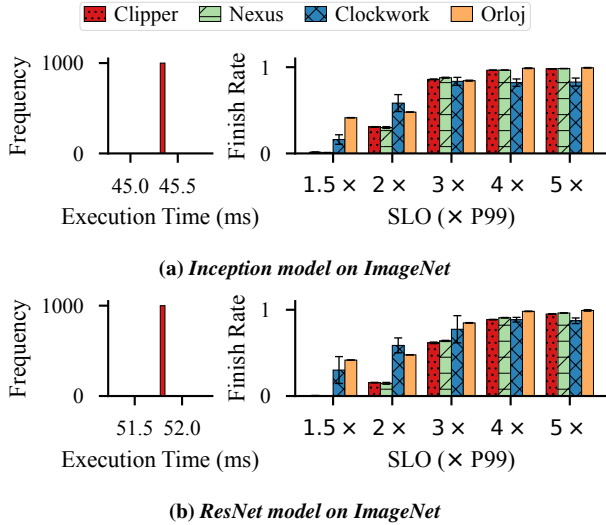 Clipper Nexus Clockwork Orloj
Frequency
1000
0
45.0 45.5
Execution Time (ms)
Finish Rate
1
0
1.5 × 2 × 3 × 4 × 5 ×
SLO (× P99)
(a) Inception model on ImageNet
Frequency
1000
0
51.5 52.0
Execution Time (ms)
Finish Rate
1
0
1.5 × 2 × 3 × 4 × 5 ×
SLO (× P99)
(b) ResNet model on ImageNet